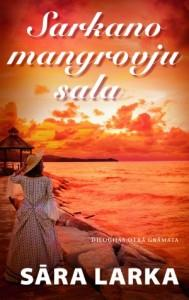 Sarkano
mangrovju
sala
DILOĢIJAS OTRĀ GRĀMATA
SĀRA LARKA